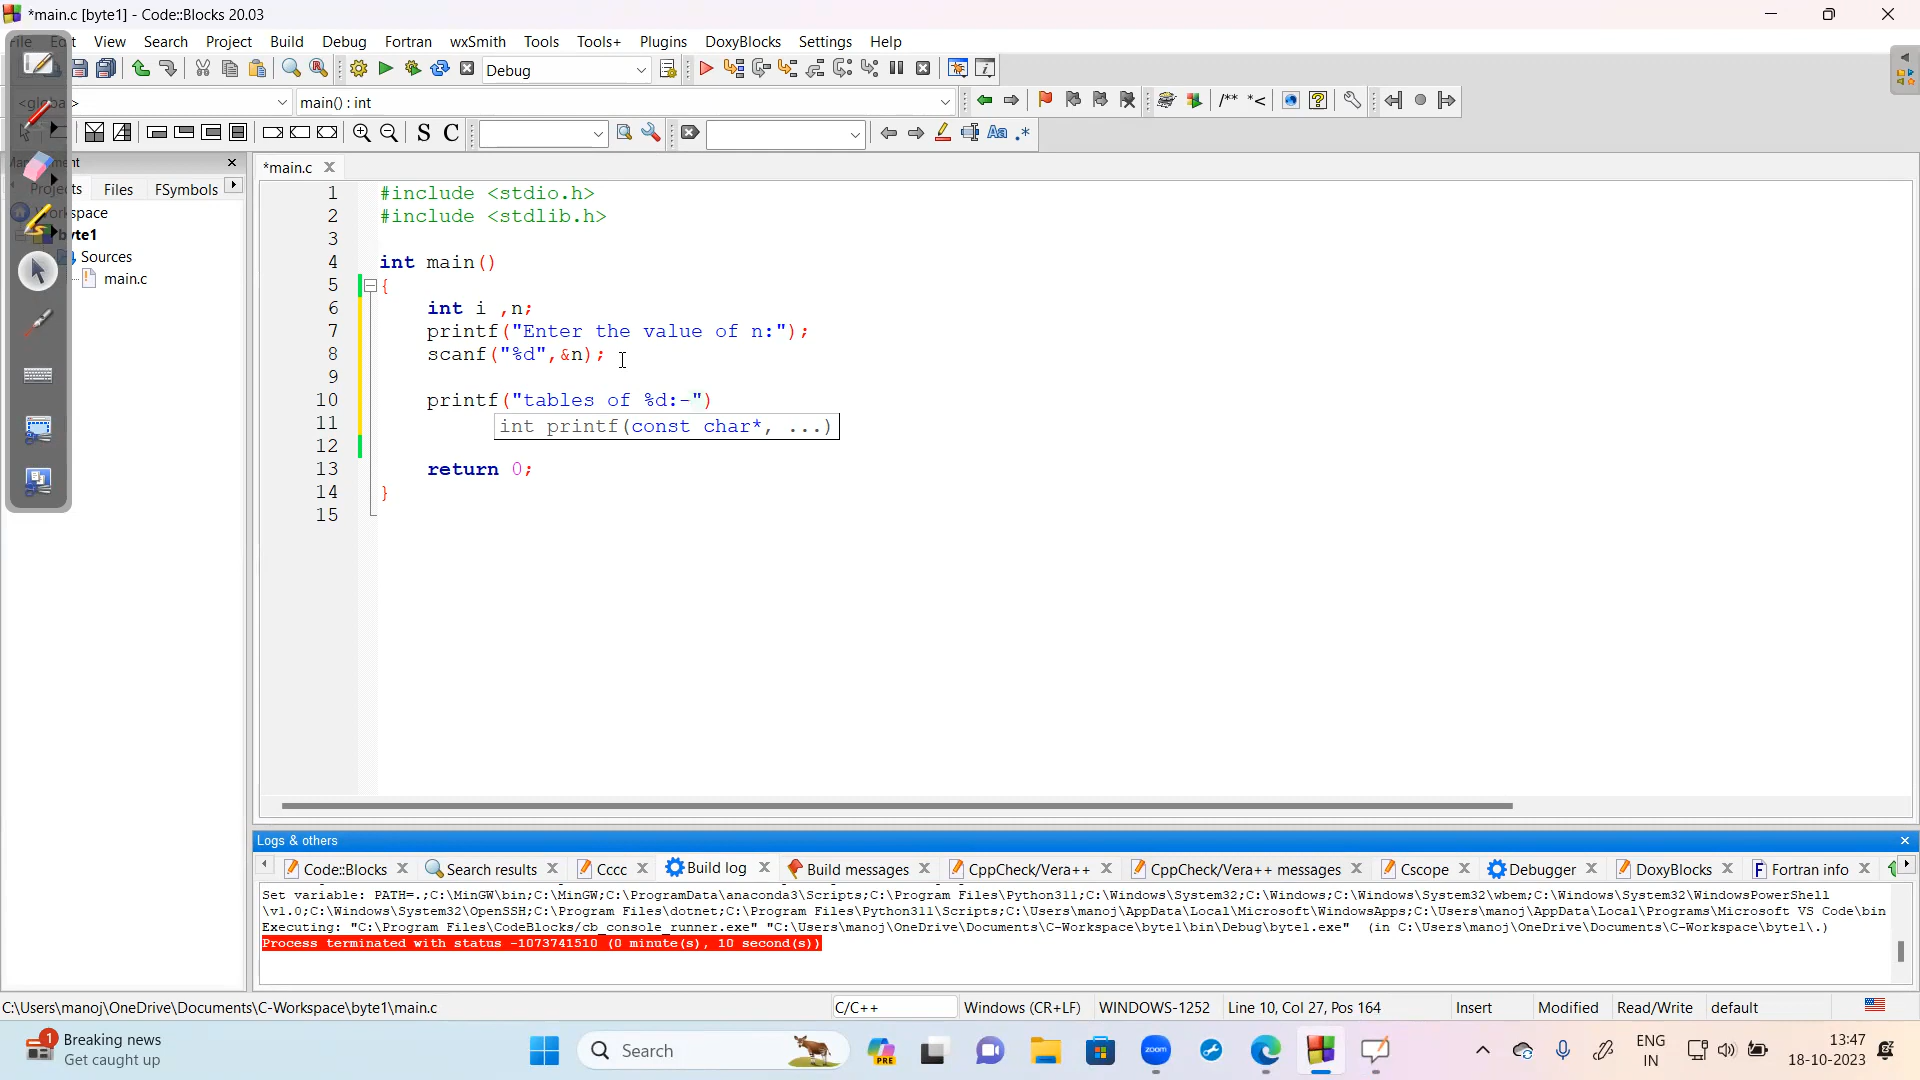 *main.c [byte1] - Code::Blocks 20.03
View Search Project Build Debug Fortran wxSmith Tools Tools+ Plugins DoxyBlocks Settings Help
Debug
<global>
main() : int
Projects Files FSymbols
*main.c
Workspace
byte1
Sources
main.c
1 #include <stdio.h>
2 #include <stdlib.h>
3
4 int main()
5 {
6 int i ,n;
7 printf("Enter the value of n:");
8 scanf("%d",&n);
9
10 printf("tables of %d:-")
11 int printf(const char*, ...)
12
13 return 0;
14 }
15
Logs & others
Code::Blocks Search results Cccc Build log Build messages CppCheck/Vera++ CppCheck/Vera++ messages Cscope Debugger DoxyBlocks Fortran info
Set variable: PATH=.;C:\MinGW\bin;C:\MinGW;C:\ProgramData\anaconda3\Scripts;C:\Program Files\Python311;C:\Windows\System32;C:\Windows;C:\Windows\System32\wbem;C:\Windows\System32\WindowsPowerShell
\v1.0;C:\Windows\System32\OpenSSH;C:\Program Files\dotnet;C:\Program Files\Python311\Scripts;C:\Users\manoj\AppData\Local\Microsoft\WindowsApps;C:\Users\manoj\AppData\Local\Programs\Microsoft VS Code\bin
Executing: "C:\Program Files\CodeBlocks/cb_console_runner.exe" "C:\Users\manoj\OneDrive\Documents\C-Workspace\byte1\bin\Debug\byte1.exe" (in C:\Users\manoj\OneDrive\Documents\C-Workspace\byte1\.)
Process terminated with status -1073741510 (0 minute(s), 10 second(s))
C:\Users\manoj\OneDrive\Documents\C-Workspace\byte1\main.c C/C++ Windows (CR+LF) WINDOWS-1252 Line 10, Col 27, Pos 164 Insert Modified Read/Write default
1 Breaking news
Get caught up
Search
PRE
zoom
ENG
IN
13:47
18-10-2023